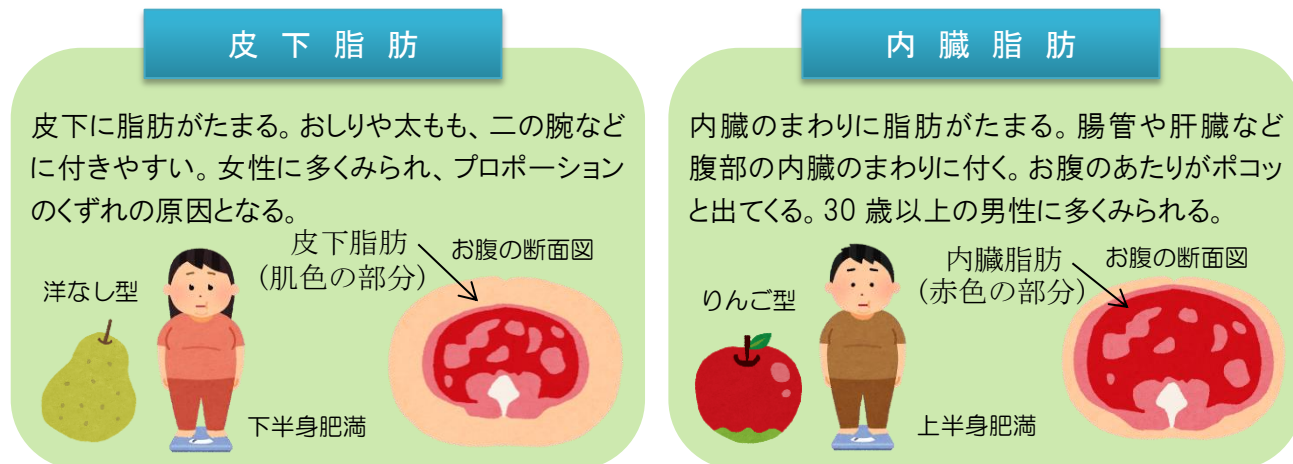 皮下脂肪
皮下に脂肪がたまる。おしりや太もも、二の腕など
に付きやすい。女性に多くみられ、プロポーション
のくずれの原因となる。
皮下脂肪
(肌色の部分)
お腹の断面図
洋なし型
下半身肥満
内臓脂肪
内臓のまわりに脂肪がたまる。腸管や肝臓など
腹部の内臓のまわりに付く。お腹のあたりがポコッ
と出てくる。30歳以上の男性に多くみられる。
内臓脂肪
(赤色の部分)
お腹の断面図
りんご型
上半身肥満